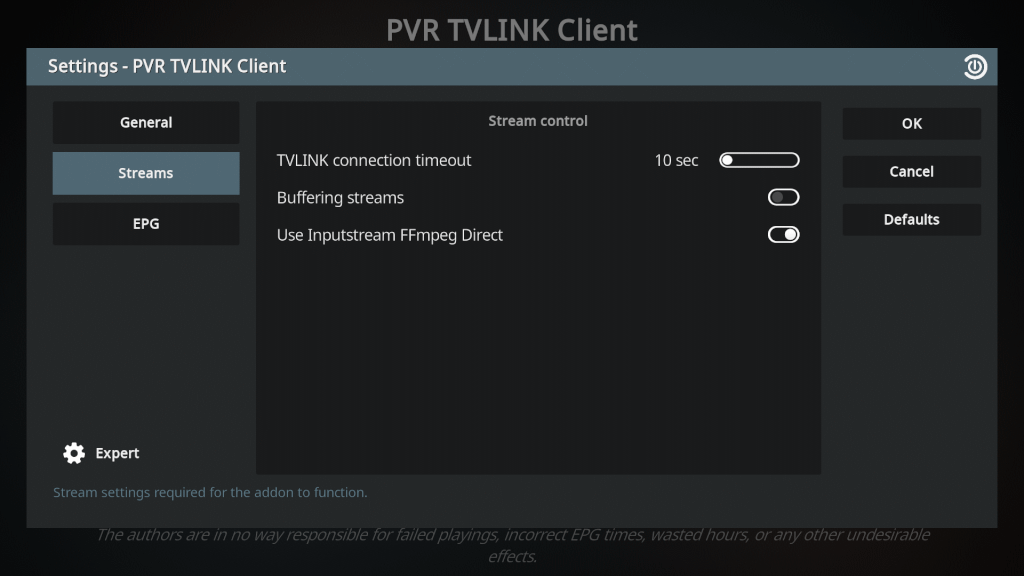 PVR TVLINK Client
Settings - PVR TVLINK Client
General
Streams
EPG
Expert
Stream control
TVLINK connection timeout 10 sec
Buffering streams
Use Inputstream FFmpeg Direct
OK
Cancel
Defaults
Stream settings required for the addon to function.
The authors are in no way responsible for failed playings, incorrect EPG times, wasted hours, or any other undesirable
effects.